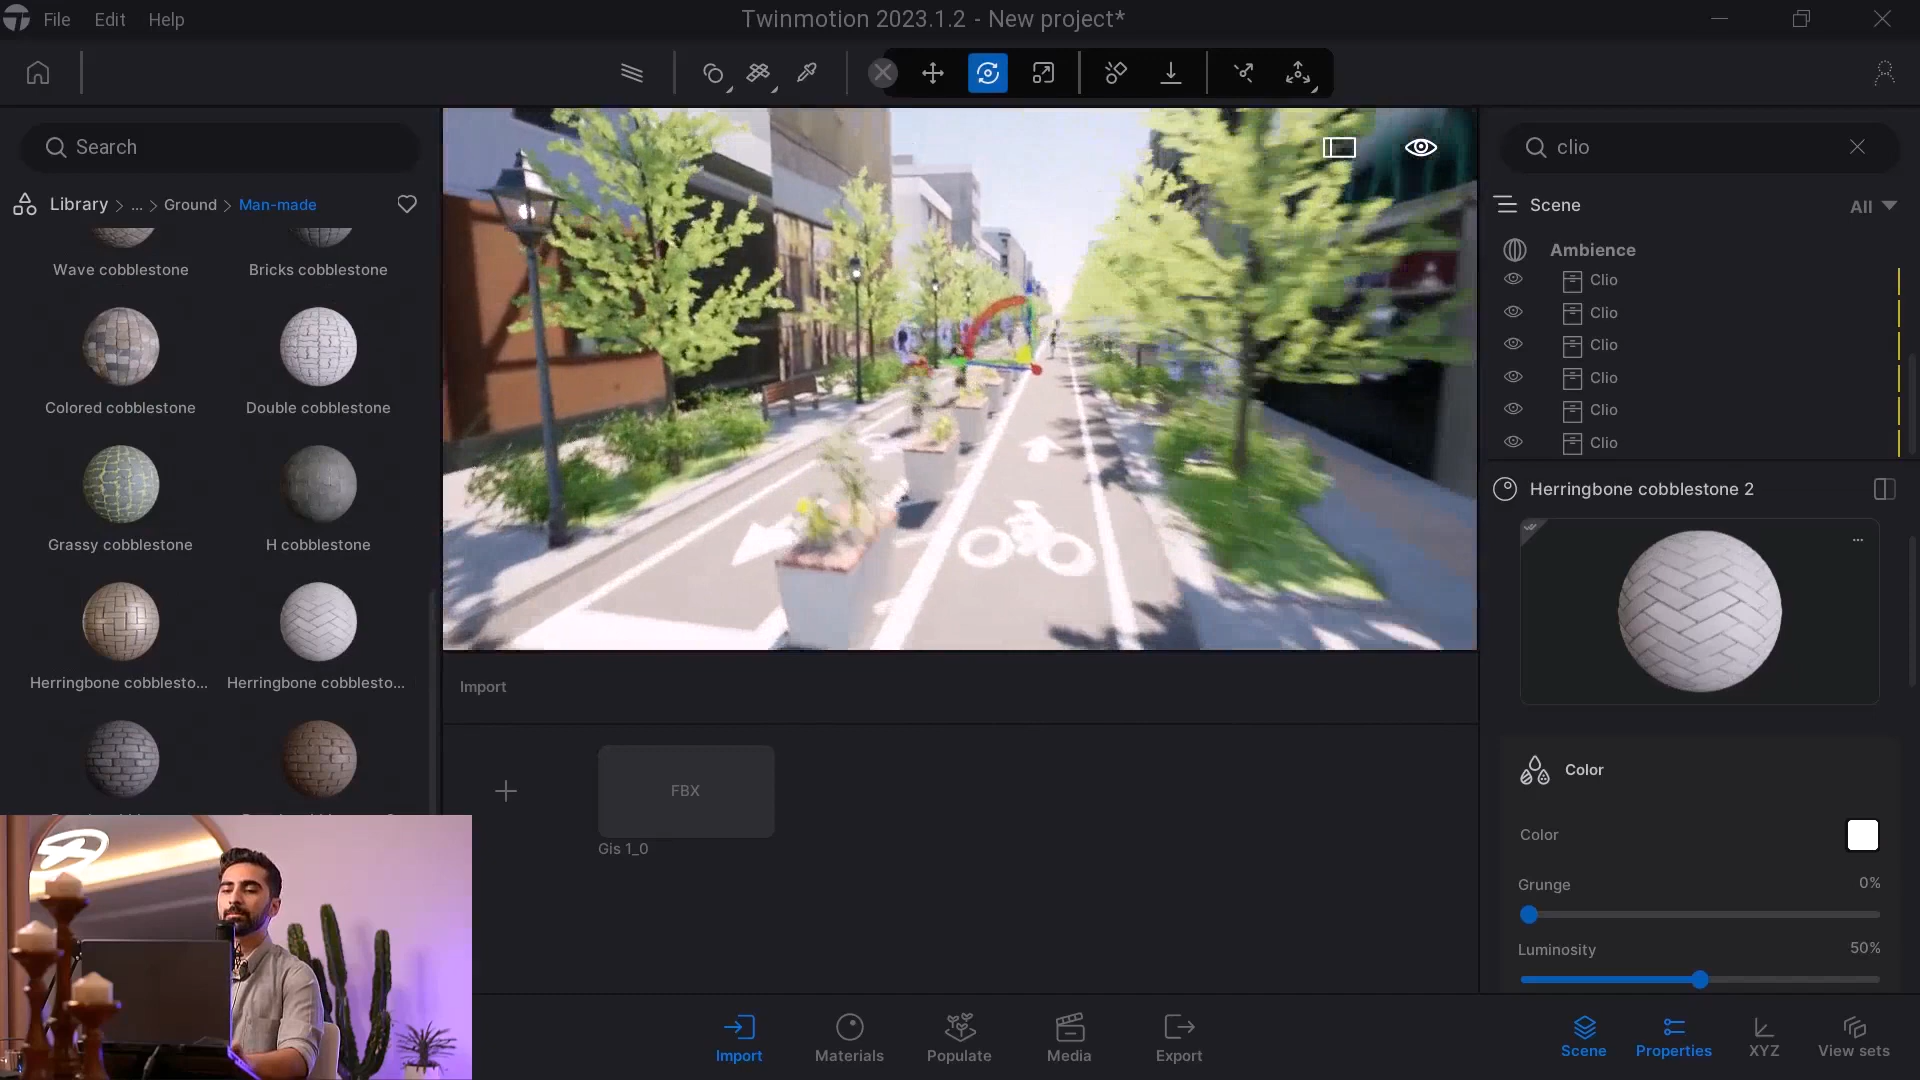 File Edit Help
Twinmotion 2023.1.2 - New project*
Search
Library > ... > Ground > Man-made
Wave cobblestone
Bricks cobblestone
Colored cobblestone
Double cobblestone
Grassy cobblestone
H cobblestone
Herringbone cobblesto...
Herringbone cobblesto...
Import
FBX
Gis 1_0
Import
Materials
Populate
Media
Export
clio
Scene
All
Ambience
Clio
Clio
Clio
Clio
Clio
Clio
Herringbone cobblestone 2
...
Color
Color
Grunge
0%
Luminosity
50%
Scene
Properties
XYZ
View sets